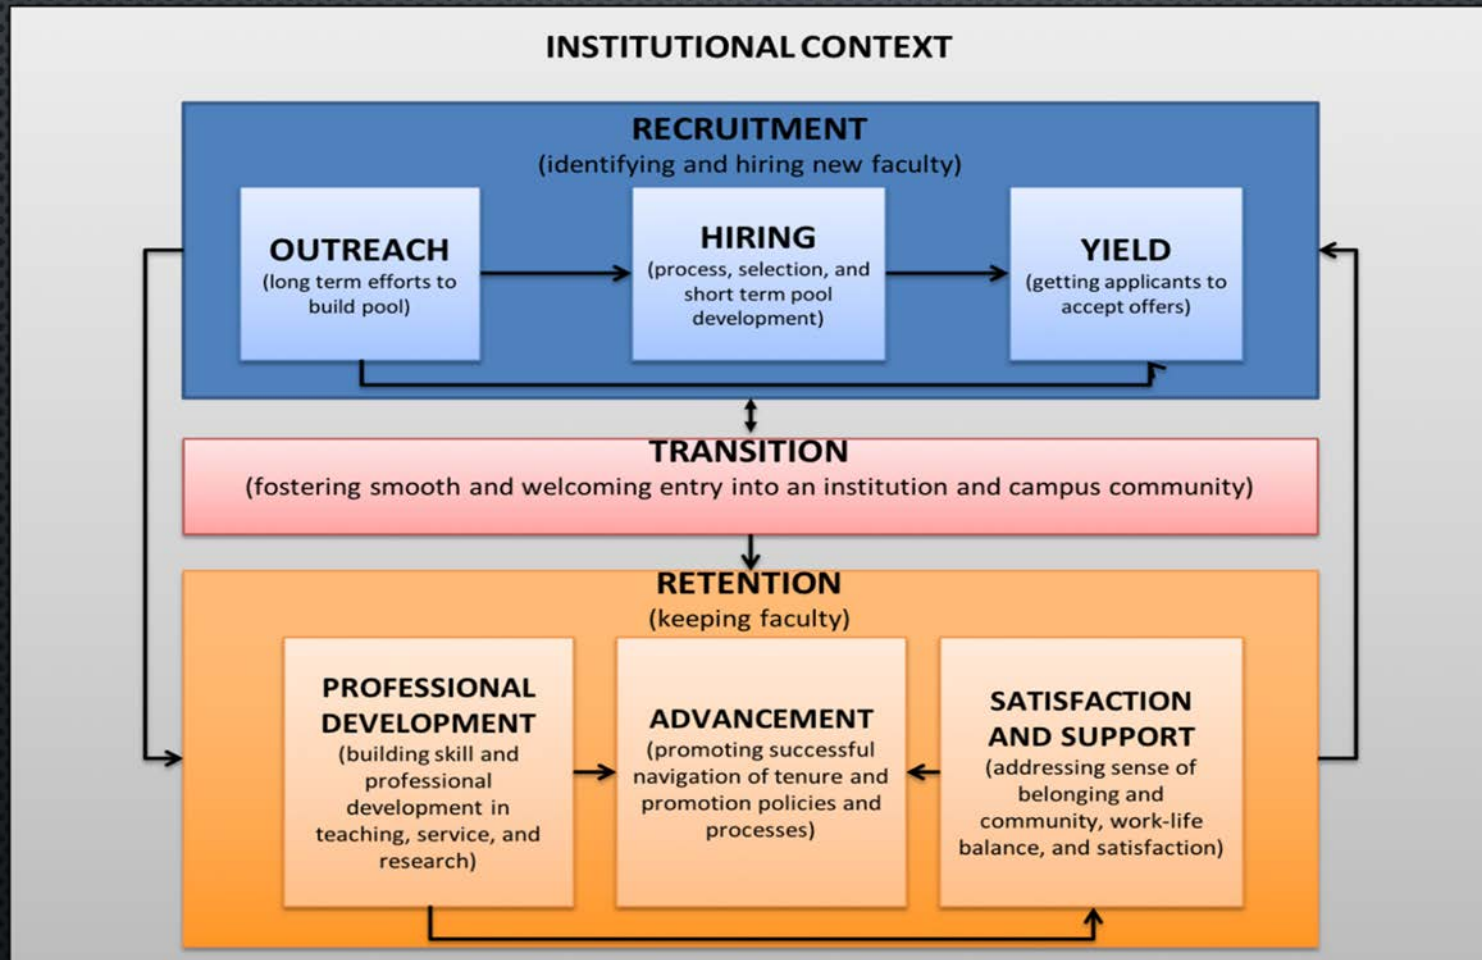 INSTITUTIONAL CONTEXT
RECRUITMENT
(identifying and hiring new faculty)
OUTREACH
(long term efforts to
build pool)
HIRING
(process, selection, and
short term pool
development)
YIELD
(getting applicants to
accept offers)
TRANSITION
(fostering smooth and welcoming entry into an institution and campus community)
RETENTION
(keeping faculty)
PROFESSIONAL
DEVELOPMENT
(building skill and
professional
development in
teaching, service, and
research)
ADVANCEMENT
(promoting successful
navigation of tenure and
promotion policies and
processes)
SATISFACTION
AND SUPPORT
(addressing sense of
belonging and
community, work-life
balance, and satisfaction)